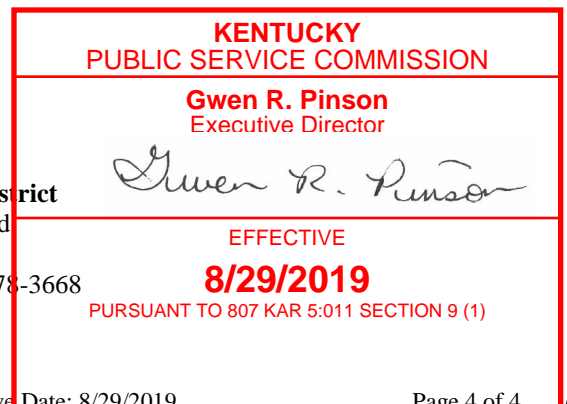 KENTUCKY
PUBLIC SERVICE COMMISSION
Gwen R. Pinson
Executive Director
Gwen R. Pinson
strict
d
78-3668
EFFECTIVE
8/29/2019
PURSUANT TO 807 KAR 5:011 SECTION 9 (1)
ve Date: 8/29/2019 Page 4 of 4